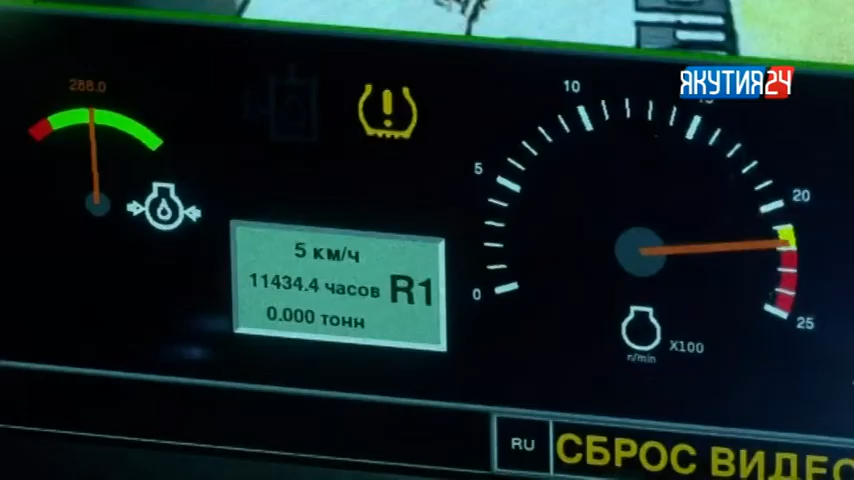 ЯКУТИЯ24
288.0
10
15
5
20
0
25
5 км/ч
11434.4 часов
R1
0.000 тонн
X100
n/min
RU
СБРОС ВИДЕО